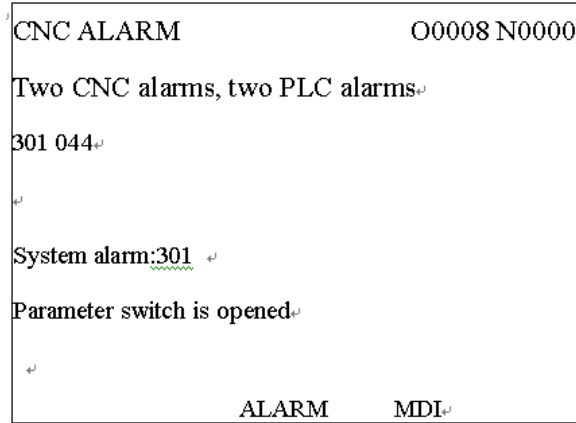 CNC ALARM O0008 N0000
Two CNC alarms, two PLC alarms
301 044
System alarm:301
Parameter switch is opened
ALARM MDI